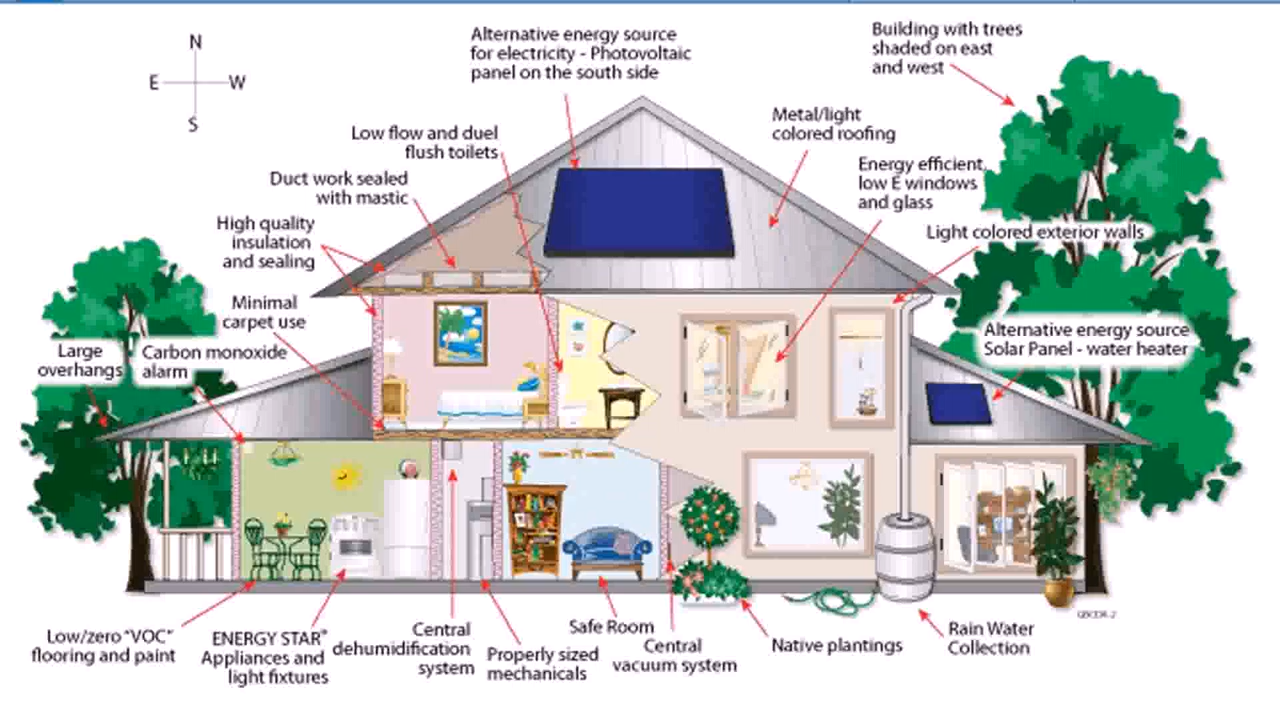 N
E
W
S
Alternative energy source
for electricity - Photovoltaic
panel on the south side
Building with trees
shaded on east
and west
Metal/light
colored roofing
Low flow and duel
flush toilets
Energy efficient,
low E windows
and glass
Duct work sealed
with mastic
High quality
insulation
and sealing
Light colored exterior walls
Minimal
carpet use
Alternative energy source
Solar Panel - water heater
Large
overhangs
Carbon monoxide
alarm
Low/zero "VOC"
flooring and paint
ENERGY STAR®
Appliances and
light fixtures
Central
dehumidification
system
Properly sized
mechanicals
Safe Room
Central
vacuum system
Native plantings
Rain Water
Collection